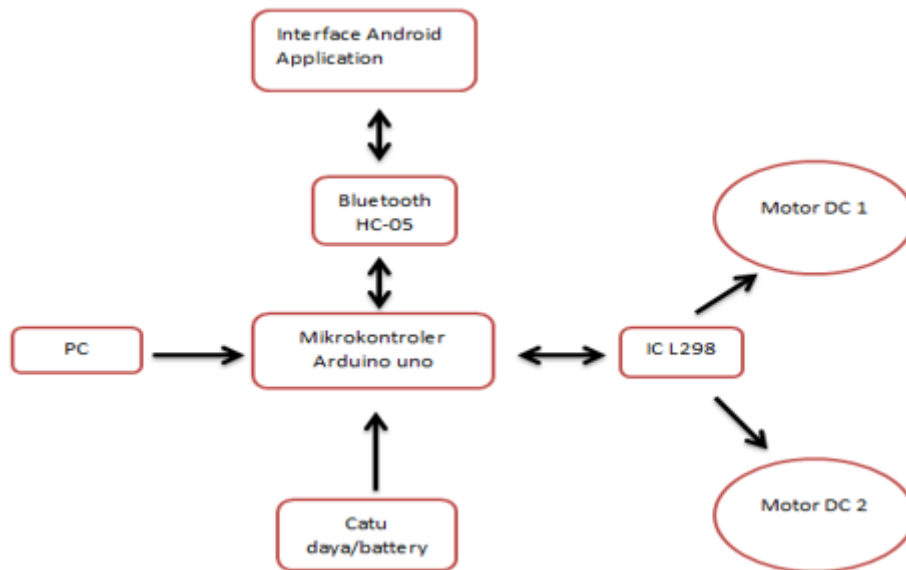 Interface Android
Application
Bluetooth
HC-05
Motor DC 1
PC
Mikrokontroler
Arduino uno
IC L298
Catu
daya/battery
Motor DC 2